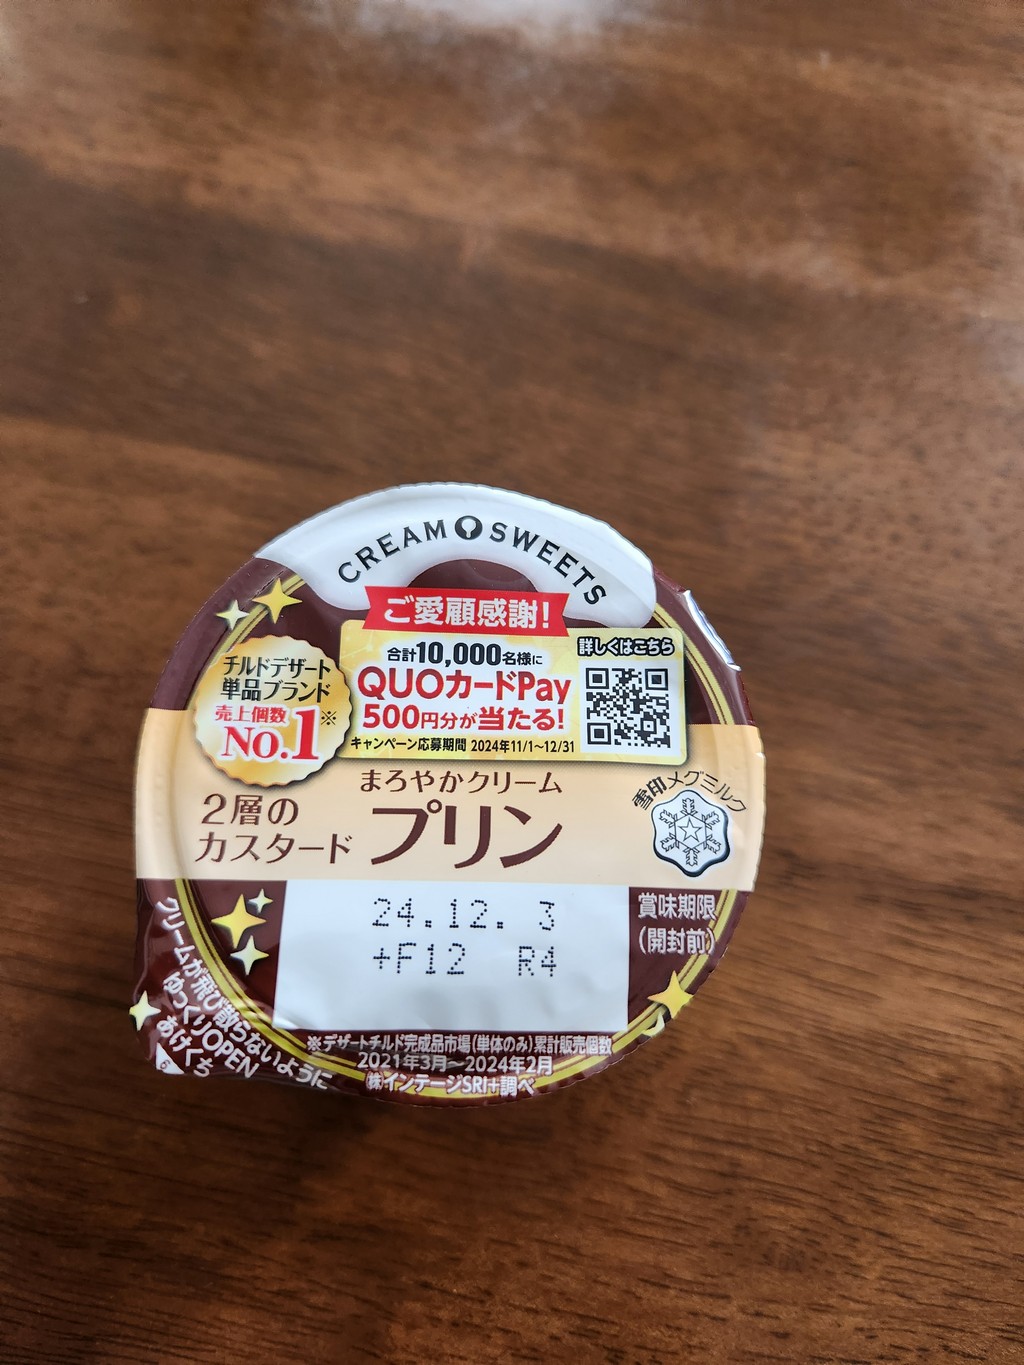 CREAM SWEETS
ご愛顧感謝!
合計10,000名様に
QUOカードPay
500円分が当たる!
キャンペーン応募期間 2024年11/1~12/31
詳しくはこちら
チルドデザート
単品ブランド
売上個数
No.1※
まろやかクリーム
プリン
2層の
カスタード
雪印メグミルク
24.12. 3
+F12 R4
賞味期限
(開封前)
クリームが飛び散らないように
ゆっくりOPEN
あけくち
6
※デザートチルド完成品市場(単体のみ)累計販売個数
2021年3月~2024年2月
㈱インテージSRI+調べ